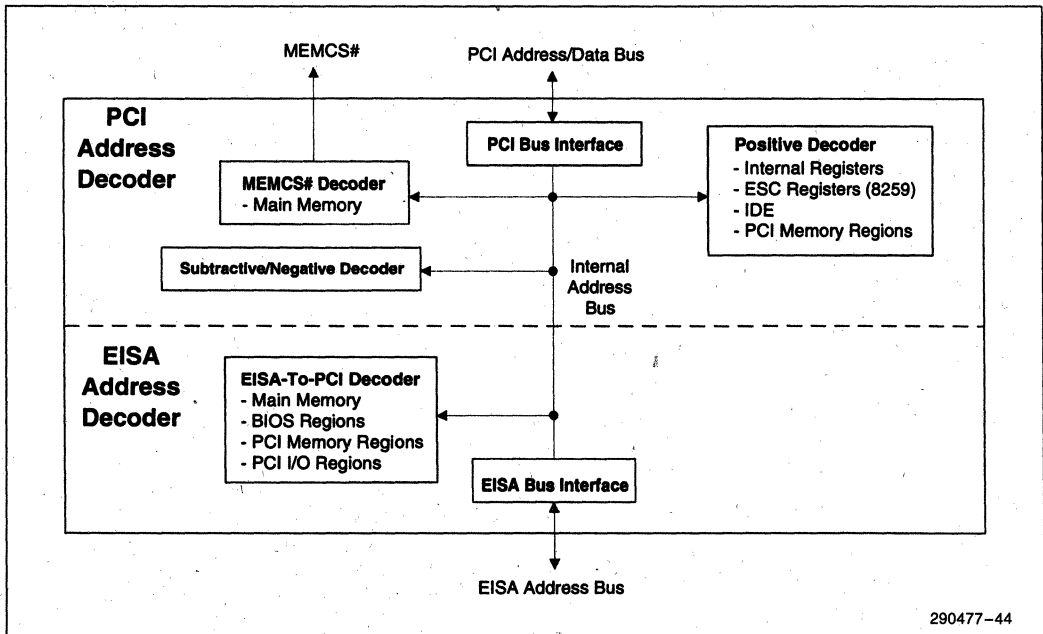 MEMCS#
PCI Address/Data Bus
PCI
Address
Decoder
PCI Bus Interface
MEMCS# Decoder
- Main Memory
Positive Decoder
- Internal Registers
- ESC Registers (8259)
- IDE
- PCI Memory Regions
Subtractive/Negative Decoder
Internal
Address
Bus
EISA
Address
Decoder
EISA-To-PCI Decoder
- Main Memory
- BIOS Regions
- PCI Memory Regions
- PCI I/O Regions
EISA Bus Interface
EISA Address Bus
290477-44